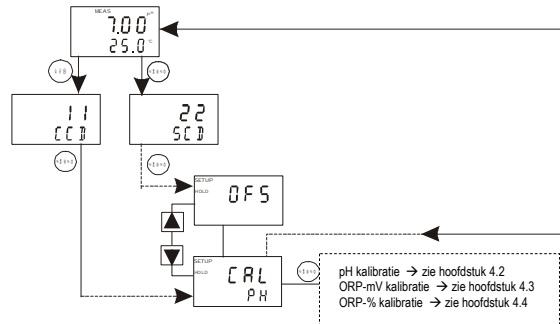 MEAS
7.00 pH
25.0 °C
11
CCD
22
SCD
SETUP
HOLD
OFS
SETUP
HOLD
CAL
PH
pH kalibratie → zie hoofdstuk 4.2
ORP-mV kalibratie → zie hoofdstuk 4.3
ORP-% kalibratie → zie hoofdstuk 4.4